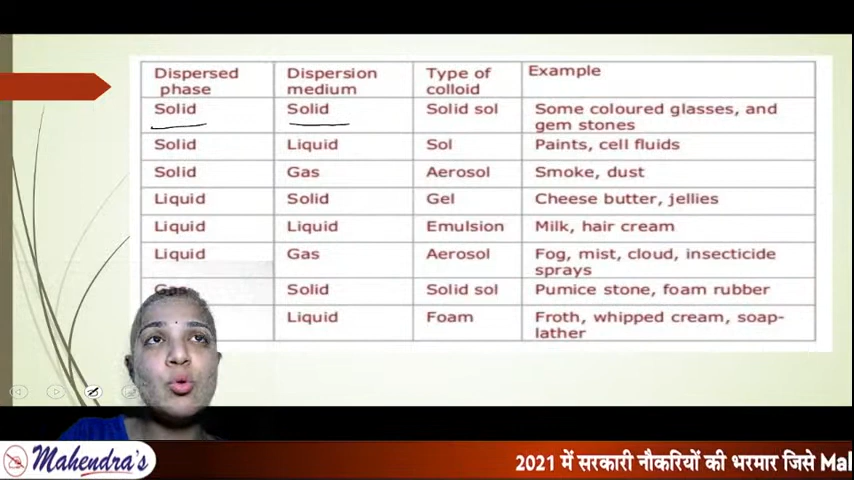 Dispersed Dispersion Type of Example
phase medium colloid
Solid Solid Solid sol Some coloured glasses, and
gem stones
Solid Liquid Sol Paints, cell fluids
Solid Gas Aerosol Smoke, dust
Liquid Solid Gel Cheese butter, jellies
Liquid Liquid Emulsion Milk, hair cream
Liquid Gas Aerosol Fog, mist, cloud, insecticide
sprays
Gas Solid Solid sol Pumice stone, foam rubber
Liquid Foam Froth, whipped cream, soap-
lather
Mahendra's
2021 में सरकारी नौकरियों की भरमार जिसे Mal